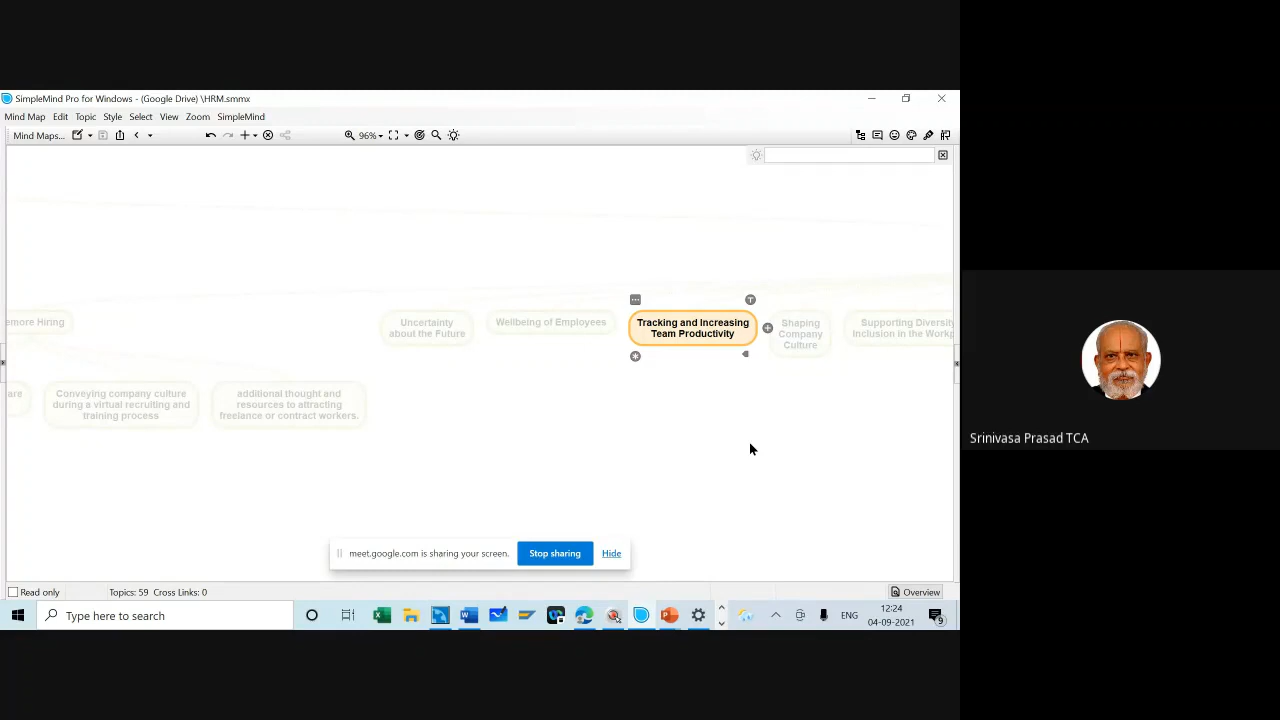 SimpleMind Pro for Windows - (Google Drive) \HRM.smmx
Mind Map Edit Topic Style Select View Zoom SimpleMind
Mind Maps... 96%
emore Hiring
Uncertainty
about the Future
Wellbeing of Employees
Tracking and Increasing
Team Productivity
Shaping
Company
Culture
Supporting Diversity
Inclusion in the Workp
are
Conveying company culture
during a virtual recruiting and
training process
additional thought and
resources to attracting
freelance or contract workers.
Srinivasa Prasad TCA
meet.google.com is sharing your screen. Stop sharing Hide
Read only Topics: 59 Cross Links: 0 Overview
Type here to search
ENG
12:24
04-09-2021
9